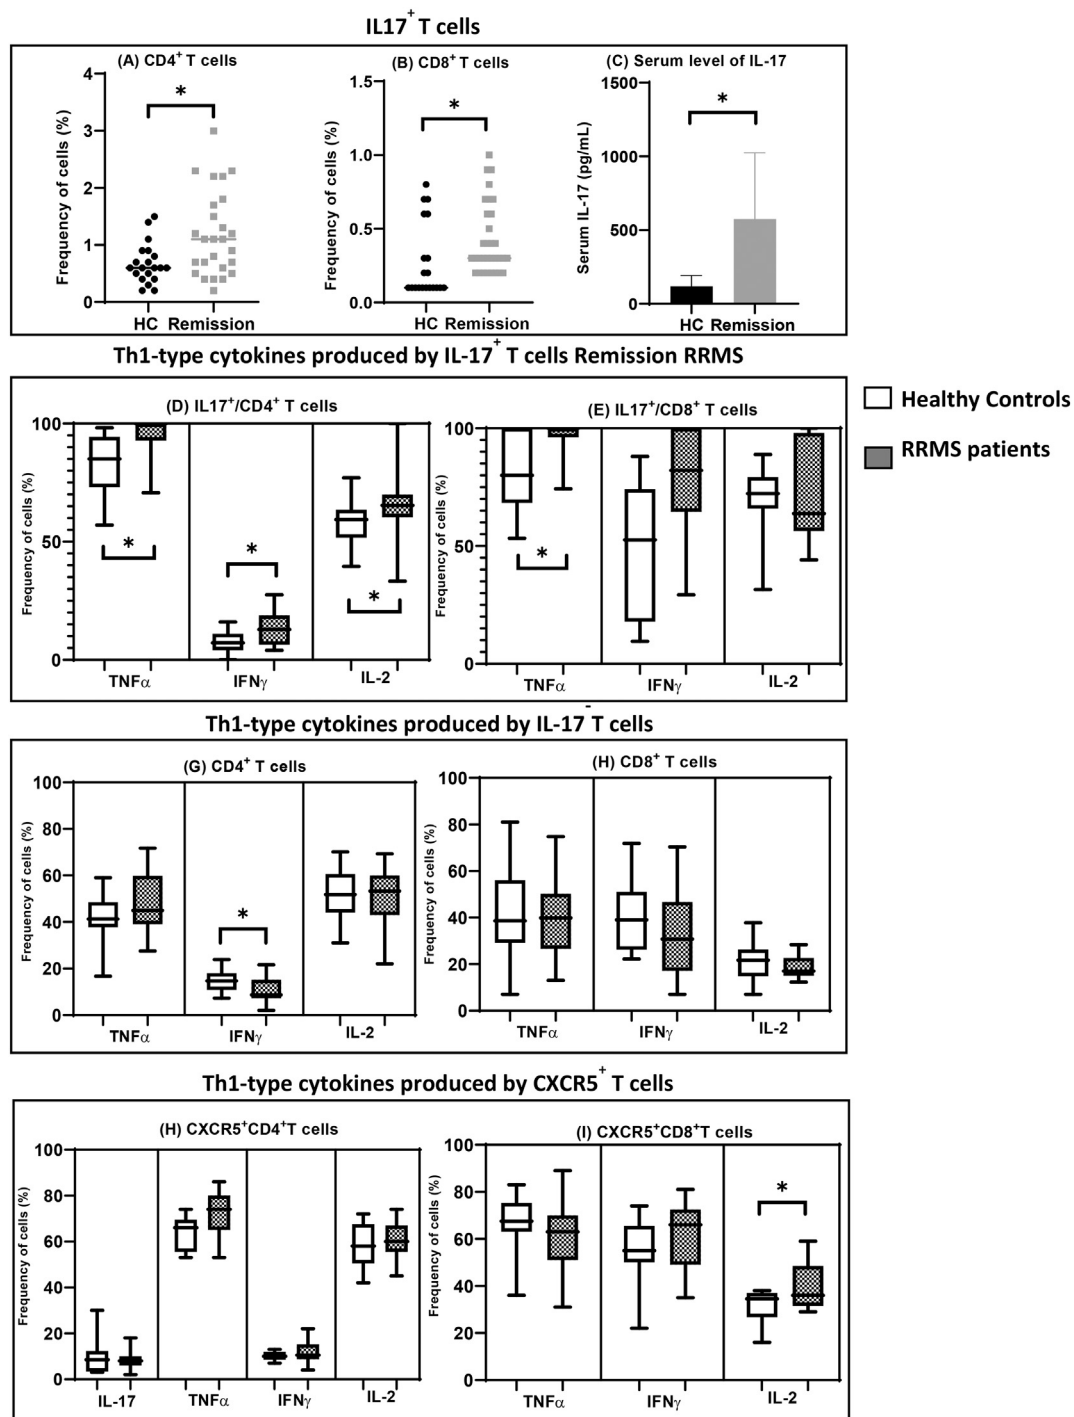 IL17⁺ T cells
(A) CD4⁺ T cells
Frequency of cells (%)
4
3
2
1
0
*
HC Remission
(B) CD8⁺ T cells
Frequency of cells (%)
1.5
1.0
0.5
0.0
*
HC Remission
(C) Serum level of IL-17
Serum IL-17 (pg/mL)
1500
1000
500
0
*
HC Remission
Th1-type cytokines produced by IL-17⁺ T cells Remission RRMS
(D) IL17⁺/CD4⁺ T cells
Frequency of cells (%)
100
50
0
*
*
*
TNFα
IFNγ
IL-2
(E) IL17⁺/CD8⁺ T cells
Frequency of cells (%)
100
50
0
*
TNFα
IFNγ
IL-2
Healthy Controls
RRMS patients
Th1-type cytokines produced by IL-17⁻T cells
(G) CD4⁺ T cells
Frequency of cells (%)
100
80
60
40
20
0
*
TNFα
IFNγ
IL-2
(H) CD8⁺ T cells
Frequency of cells (%)
100
80
60
40
20
0
TNFα
IFNγ
IL-2
Th1-type cytokines produced by CXCR5⁺ T cells
(H) CXCR5⁺CD4⁺T cells
Frequency of cells (%)
100
80
60
40
20
0
IL-17
TNFα
IFNγ
IL-2
(I) CXCR5⁺CD8⁺T cells
Frequency of cells (%)
100
80
60
40
20
0
*
TNFα
IFNγ
IL-2